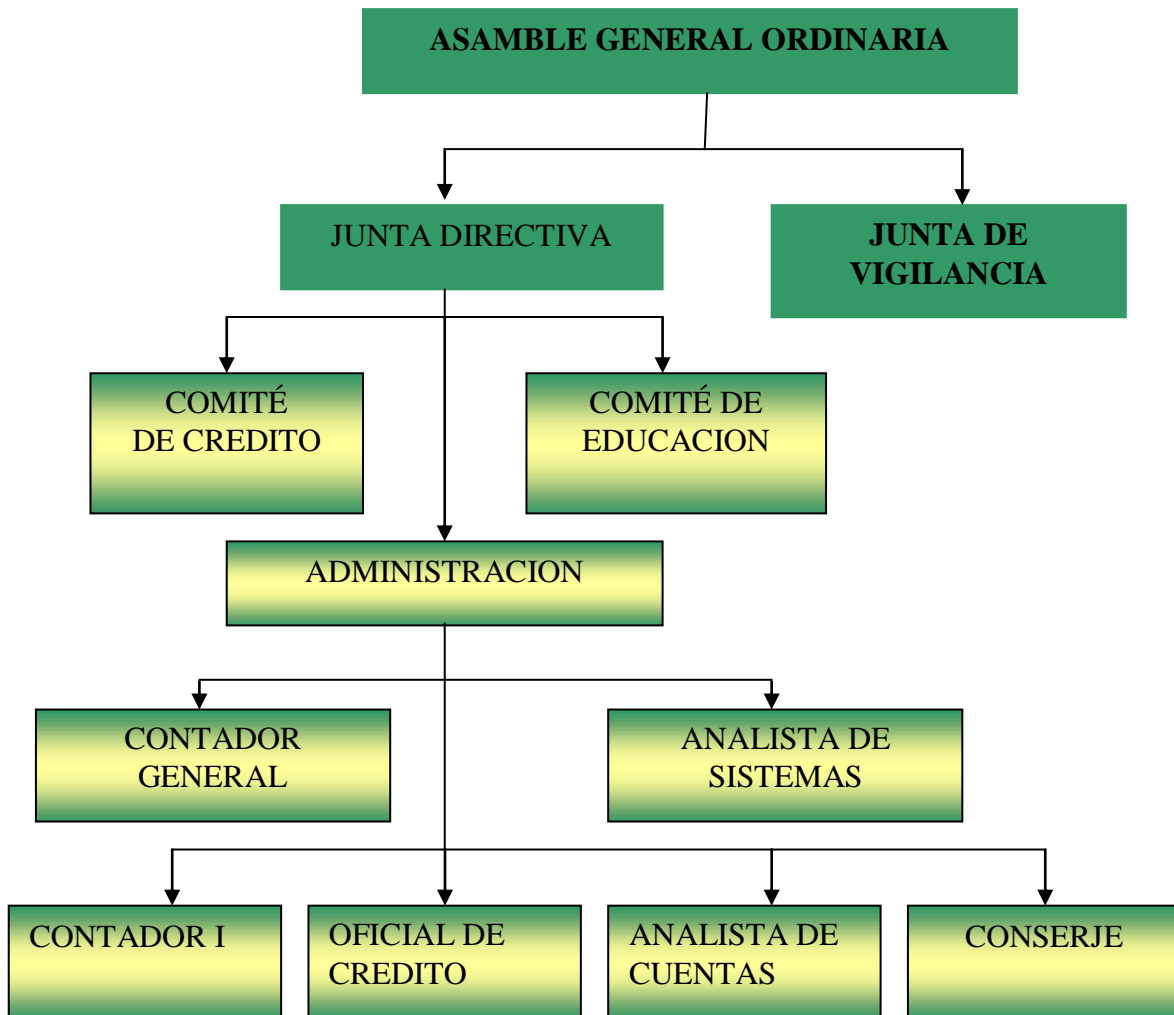 ASAMBLE GENERAL ORDINARIA
JUNTA DIRECTIVA
JUNTA DE
VIGILANCIA
COMITÉ
DE CREDITO
COMITÉ DE
EDUCACION
ADMINISTRACION
CONTADOR
GENERAL
ANALISTA DE
SISTEMAS
CONTADOR I
OFICIAL DE
CREDITO
ANALISTA DE
CUENTAS
CONSERJE